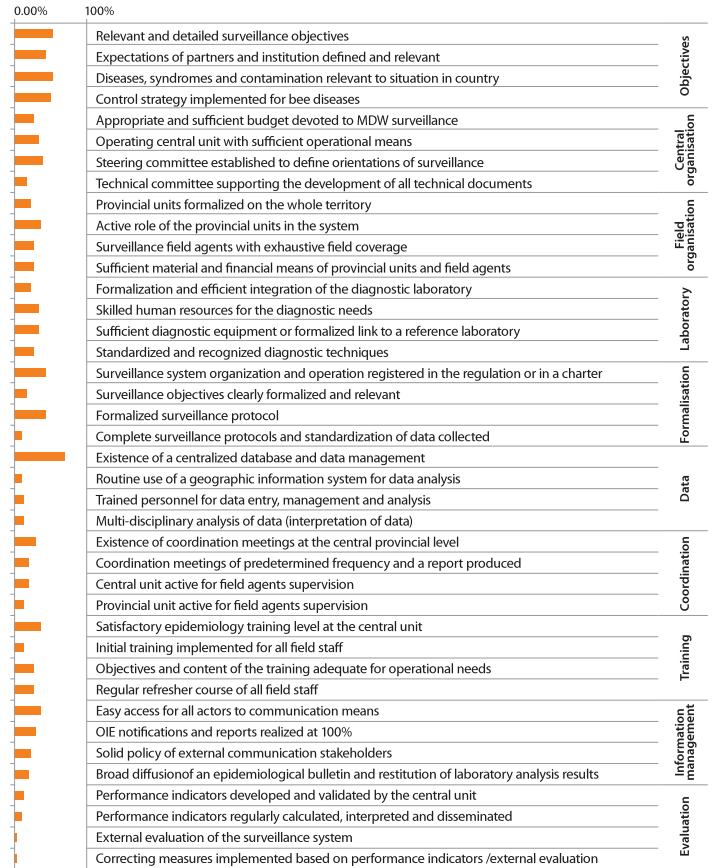 0.00% 100%
Relevant and detailed surveillance objectives
Expectations of partners and institution defined and relevant
Diseases, syndromes and contamination relevant to situation in country
Control strategy implemented for bee diseases
Objectives
Appropriate and sufficient budget devoted to MDW surveillance
Operating central unit with sufficient operational means
Steering committee established to define orientations of surveillance
Technical committee supporting the development of all technical documents
Central
organisation
Provincial units formalized on the whole territory
Active role of the provincial units in the system
Surveillance field agents with exhaustive field coverage
Sufficient material and financial means of provincial units and field agents
Field
organisation
Formalization and efficient integration of the diagnostic laboratory
Skilled human resources for the diagnostic needs
Sufficient diagnostic equipment or formalized link to a reference laboratory
Standardized and recognized diagnostic techniques
Laboratory
Surveillance system organization and operation registered in the regulation or in a charter
Surveillance objectives clearly formalized and relevant
Formalized surveillance protocol
Complete surveillance protocols and standardization of data collected
Formalisation
Existence of a centralized database and data management
Routine use of a geographic information system for data analysis
Trained personnel for data entry, management and analysis
Multi-disciplinary analysis of data (interpretation of data)
Data
Existence of coordination meetings at the central provincial level
Coordination meetings of predetermined frequency and a report produced
Central unit active for field agents supervision
Provincial unit active for field agents supervision
Coordination
Satisfactory epidemiology training level at the central unit
Initial training implemented for all field staff
Objectives and content of the training adequate for operational needs
Regular refresher course of all field staff
Training
Easy access for all actors to communication means
OIE notifications and reports realized at 100%
Solid policy of external communication stakeholders
Broad diffusionof an epidemiological bulletin and restitution of laboratory analysis results
Information
management
Performance indicators developed and validated by the central unit
Performance indicators regularly calculated, interpreted and disseminated
External evaluation of the surveillance system
Correcting measures implemented based on performance indicators /external evaluation
Evaluation